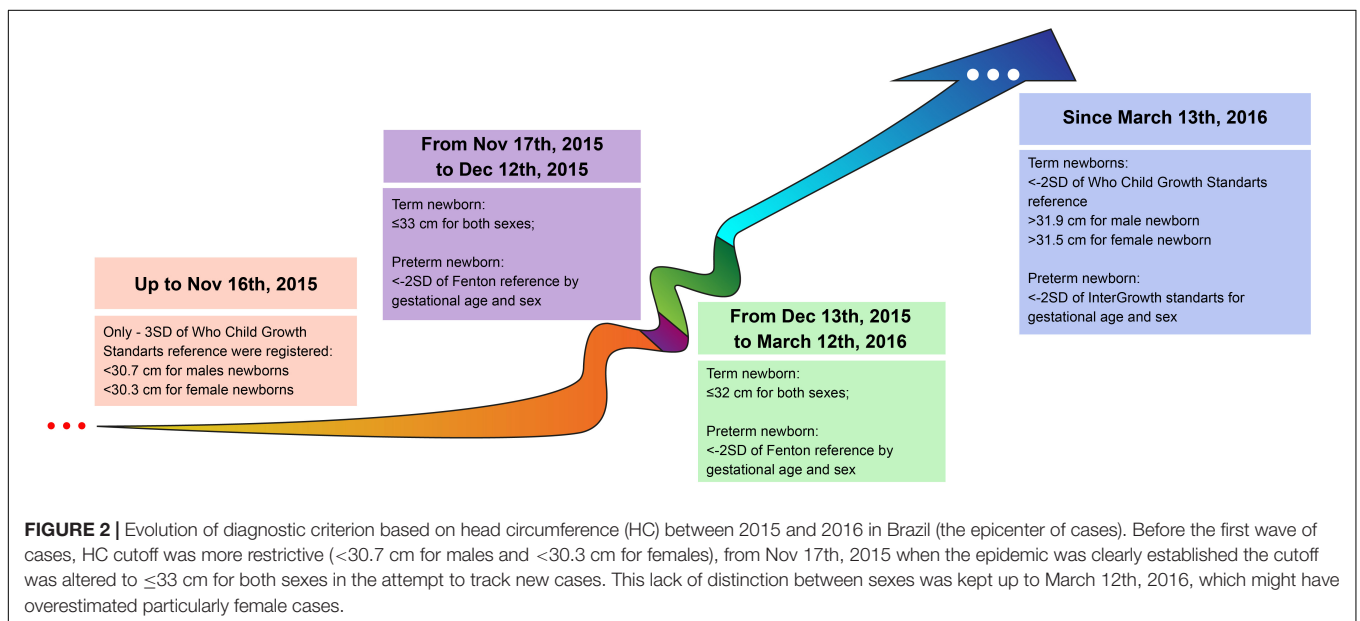 Up to Nov 16th, 2015
Only - 3SD of Who Child Growth
Standarts reference were registered:
<30.7 cm for males newborns
<30.3 cm for female newborns
From Nov 17th, 2015
to Dec 12th, 2015
Term newborn:
≤33 cm for both sexes;
Preterm newborn:
<-2SD of Fenton reference by
gestational age and sex
From Dec 13th, 2015
to March 12th, 2016
Term newborn:
≤32 cm for both sexes;
Preterm newborn:
<-2SD of Fenton reference by
gestational age and sex
Since March 13th, 2016
Term newborns:
<-2SD of Who Child Growth Standarts
reference
>31.9 cm for male newborn
>31.5 cm for female newborn
Preterm newborn:
<-2SD of InterGrowth standarts for
gestational age and sex
FIGURE 2 | Evolution of diagnostic criterion based on head circumference (HC) between 2015 and 2016 in Brazil (the epicenter of cases). Before the first wave of
cases, HC cutoff was more restrictive (<30.7 cm for males and <30.3 cm for females), from Nov 17th, 2015 when the epidemic was clearly established the cutoff
was altered to ≤33 cm for both sexes in the attempt to track new cases. This lack of distinction between sexes was kept up to March 12th, 2016, which might have
overestimated particularly female cases.